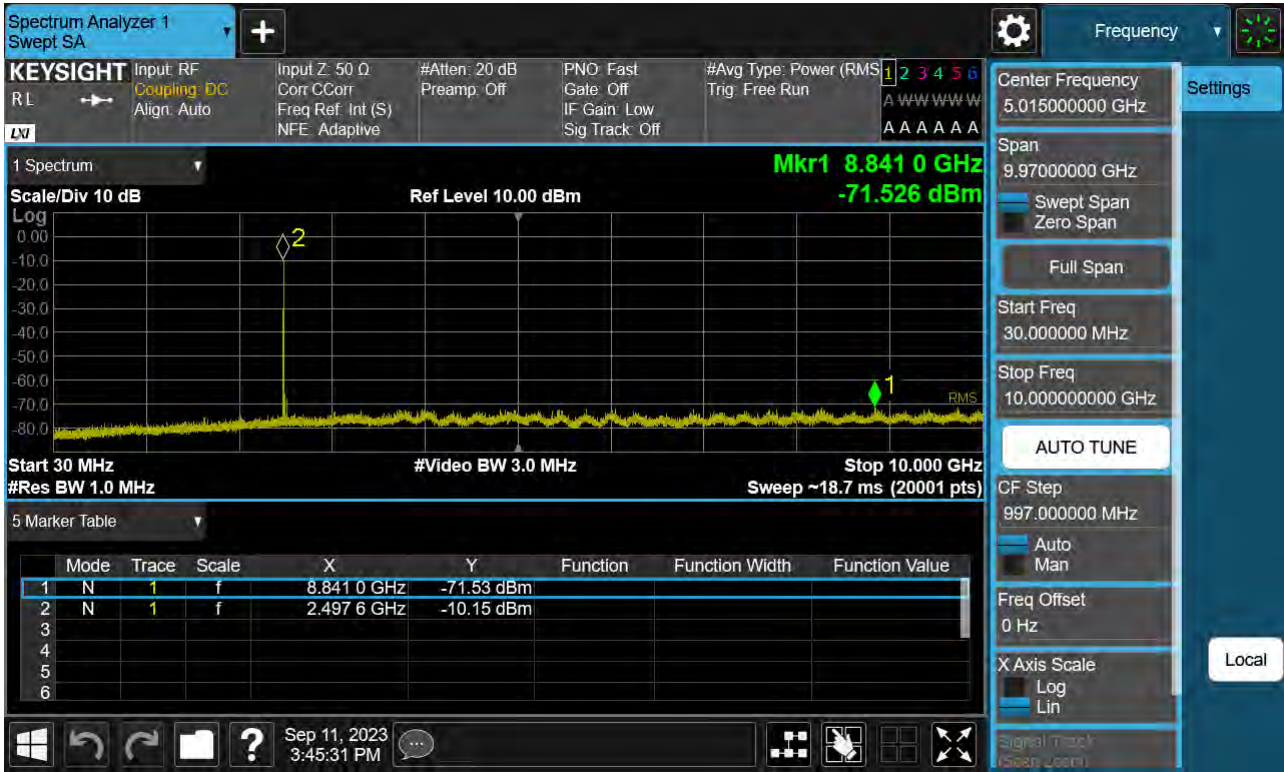 Spectrum Analyzer 1
Swept SA
Frequency
KEYSIGHT
RL
LXI
Input: RF
Coupling: DC
Align: Auto
Input Z: 50 Ω
Corr CCorr
Freq Ref: Int (S)
NFE: Adaptive
#Atten: 20 dB
Preamp: Off
PNO: Fast
Gate: Off
IF Gain: Low
Sig Track: Off
#Avg Type: Power (RMS
Trig: Free Run
1 2 3 4 5 6
A W W W W W
A A A A A A
1 Spectrum
Scale/Div 10 dB
Ref Level 10.00 dBm
Mkr1 8.841 0 GHz
-71.526 dBm
Log
0.00
-10.0
-20.0
-30.0
-40.0
-50.0
-60.0
-70.0
-80.0
2
1
RMS
Start 30 MHz
#Video BW 3.0 MHz
Stop 10.000 GHz
#Res BW 1.0 MHz
Sweep ~18.7 ms (20001 pts)
5 Marker Table
Mode Trace Scale X Y Function Function Width Function Value
1 N 1 f 8.841 0 GHz -71.53 dBm
2 N 1 f 2.497 6 GHz -10.15 dBm
3
4
5
6
Sep 11, 2023
3:45:31 PM
Center Frequency
5.015000000 GHz
Settings
Span
9.97000000 GHz
Swept Span
Zero Span
Full Span
Start Freq
30.000000 MHz
Stop Freq
10.000000000 GHz
AUTO TUNE
CF Step
997.000000 MHz
Auto
Man
Freq Offset
0 Hz
X Axis Scale
Log
Lin
Local
Signal Track
(Span Zoom)